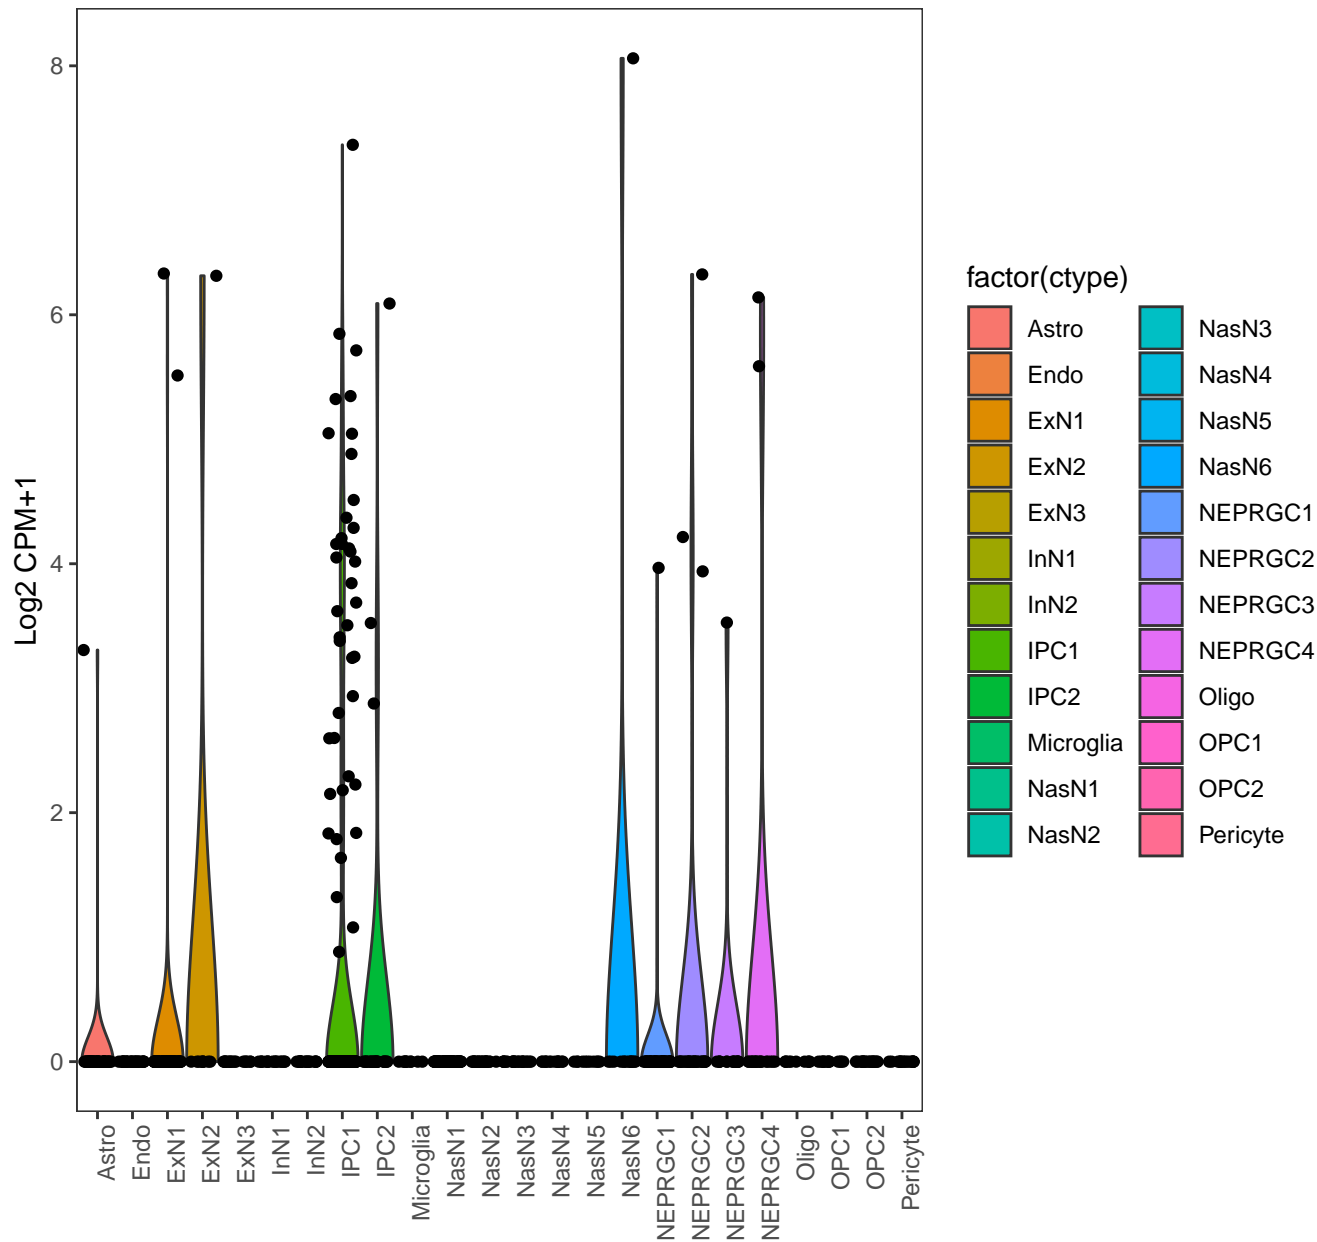 Log2 CPM+1
8
6
4
2
0
Astro
Endo
ExN1
ExN2
ExN3
InN1
InN2
IPC1
IPC2
Microglia
NasN1
NasN2
NasN3
NasN4
NasN5
NasN6
NEPRGC1
NEPRGC2
NEPRGC3
NEPRGC4
Oligo
OPC1
OPC2
Pericyte
factor(ctype)
Astro
Endo
ExN1
ExN2
ExN3
InN1
InN2
IPC1
IPC2
Microglia
NasN1
NasN2
NasN3
NasN4
NasN5
NasN6
NEPRGC1
NEPRGC2
NEPRGC3
NEPRGC4
Oligo
OPC1
OPC2
Pericyte